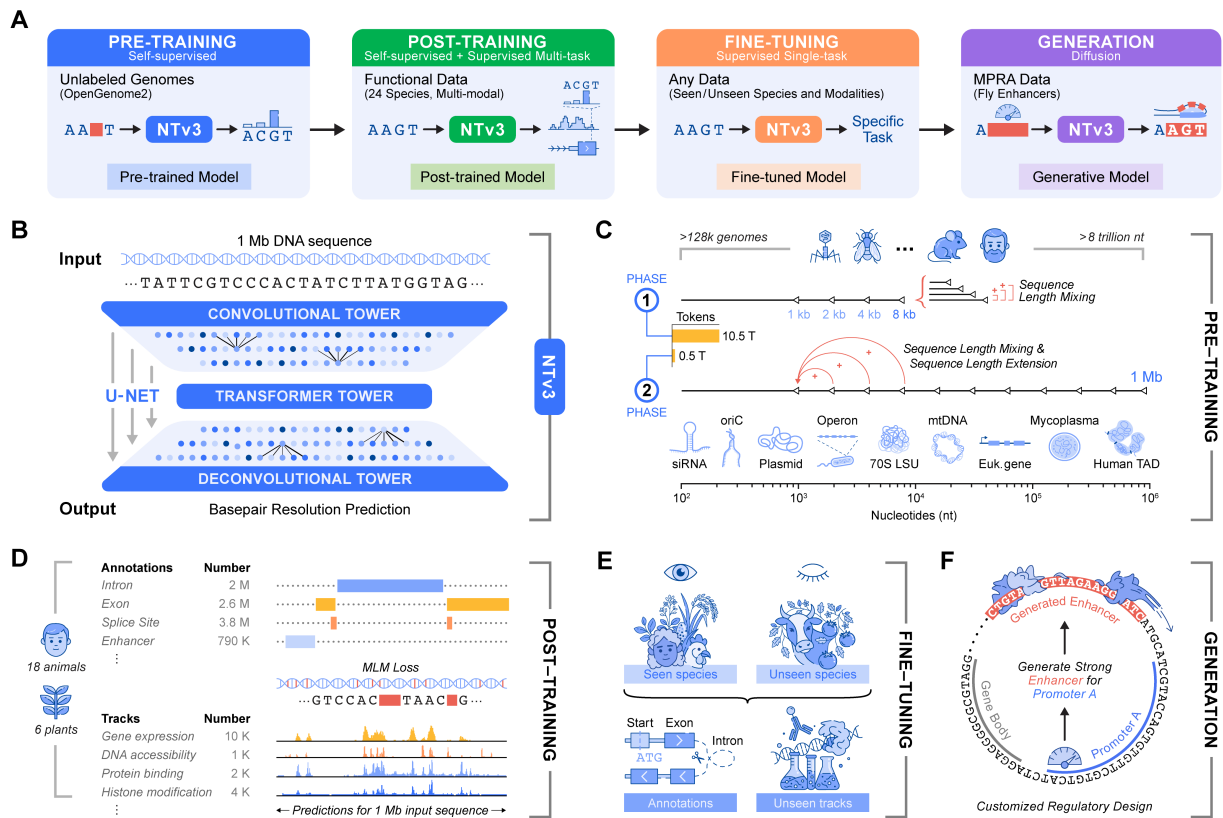 A
PRE-TRAINING
Self-supervised
Unlabeled Genomes
(OpenGenome2)
A A T
NTv3
A C G T
Pre-trained Model
POST-TRAINING
Self-supervised + Supervised Multi-task
Functional Data
(24 Species, Multi-modal)
AAGT
NTv3
A C G T
Post-trained Model
FINE-TUNING
Supervised Single-task
Any Data
(Seen/Unseen Species and Modalities)
AAGT
NTv3
Specific
Task
Fine-tuned Model
GENERATION
Diffusion
MPRA Data
(Fly Enhancers)
A
NTv3
A AGT
Generative Model
B
Input
1 Mb DNA sequence
...TATTCGTCCCACTATCTTATGGTAG...
CONVOLUTIONAL TOWER
U-NET
TRANSFORMER TOWER
DECONVOLUTIONAL TOWER
Output
Basepair Resolution Prediction
NTv3
C
>128k genomes
...
>8 trillion nt
PHASE
1
1 kb
2 kb
4 kb
8 kb
Sequence
Length Mixing
Tokens
10.5 T
0.5 T
Sequence Length Mixing &
Sequence Length Extension
2
PHASE
1 Mb
siRNA
oriC
Plasmid
Operon
70S LSU
mtDNA
Euk.gene
Mycoplasma
Human TAD
10² 10³ 10⁴ 10⁵ 10⁶
Nucleotides (nt)
PRE-TRAINING
D
18 animals
6 plants
Annotations Number
Intron 2 M
Exon 2.6 M
Splice Site 3.8 M
Enhancer 790 K
⋮
MLM Loss
...GTCCAC TAAC G...
Tracks Number
Gene expression 10 K
DNA accessibility 1 K
Protein binding 2 K
Histone modification 4 K
⋮
Predictions for 1 Mb input sequence
POST-TRAINING
E
Seen species
Unseen species
Start
Exon
Intron
ATG
Annotations
Unseen tracks
FINE-TUNING
F
CTGTA GTTAGAAGG ATC
Generated Enhancer
Generate Strong
Enhancer for
Promoter A
Gene Body
Promoter A
Customized Regulatory Design
GENERATION